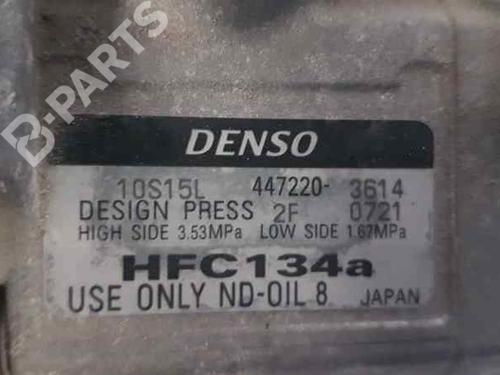 B-PARTS
DENSO
10S15L 447220-3614
DESIGN PRESS 2F 0721
HIGH SIDE 3.53MPa LOW SIDE 1.67MPa
HFC134a
USE ONLY ND-OIL 8 JAPAN